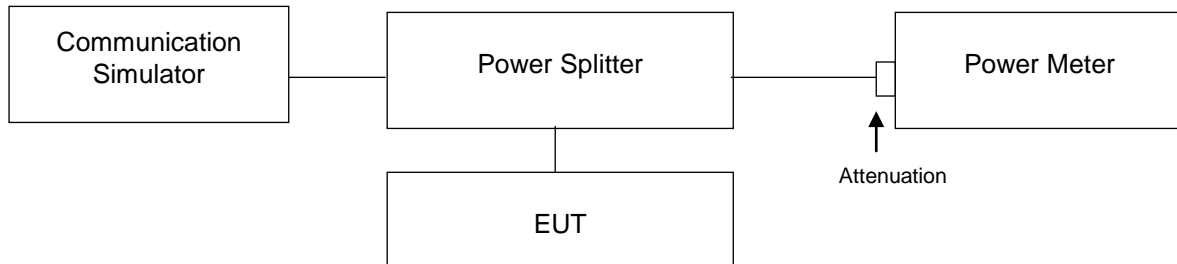 Communication
Simulator
Power Splitter
Power Meter
Attenuation
EUT